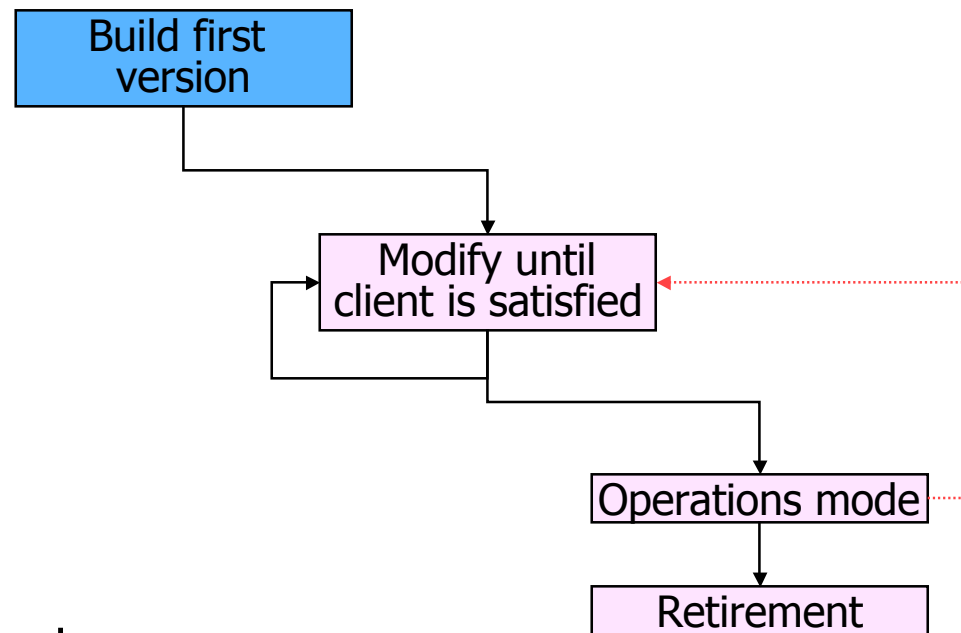 Build first
version
Modify until
client is satisfied
Operations mode
Retirement